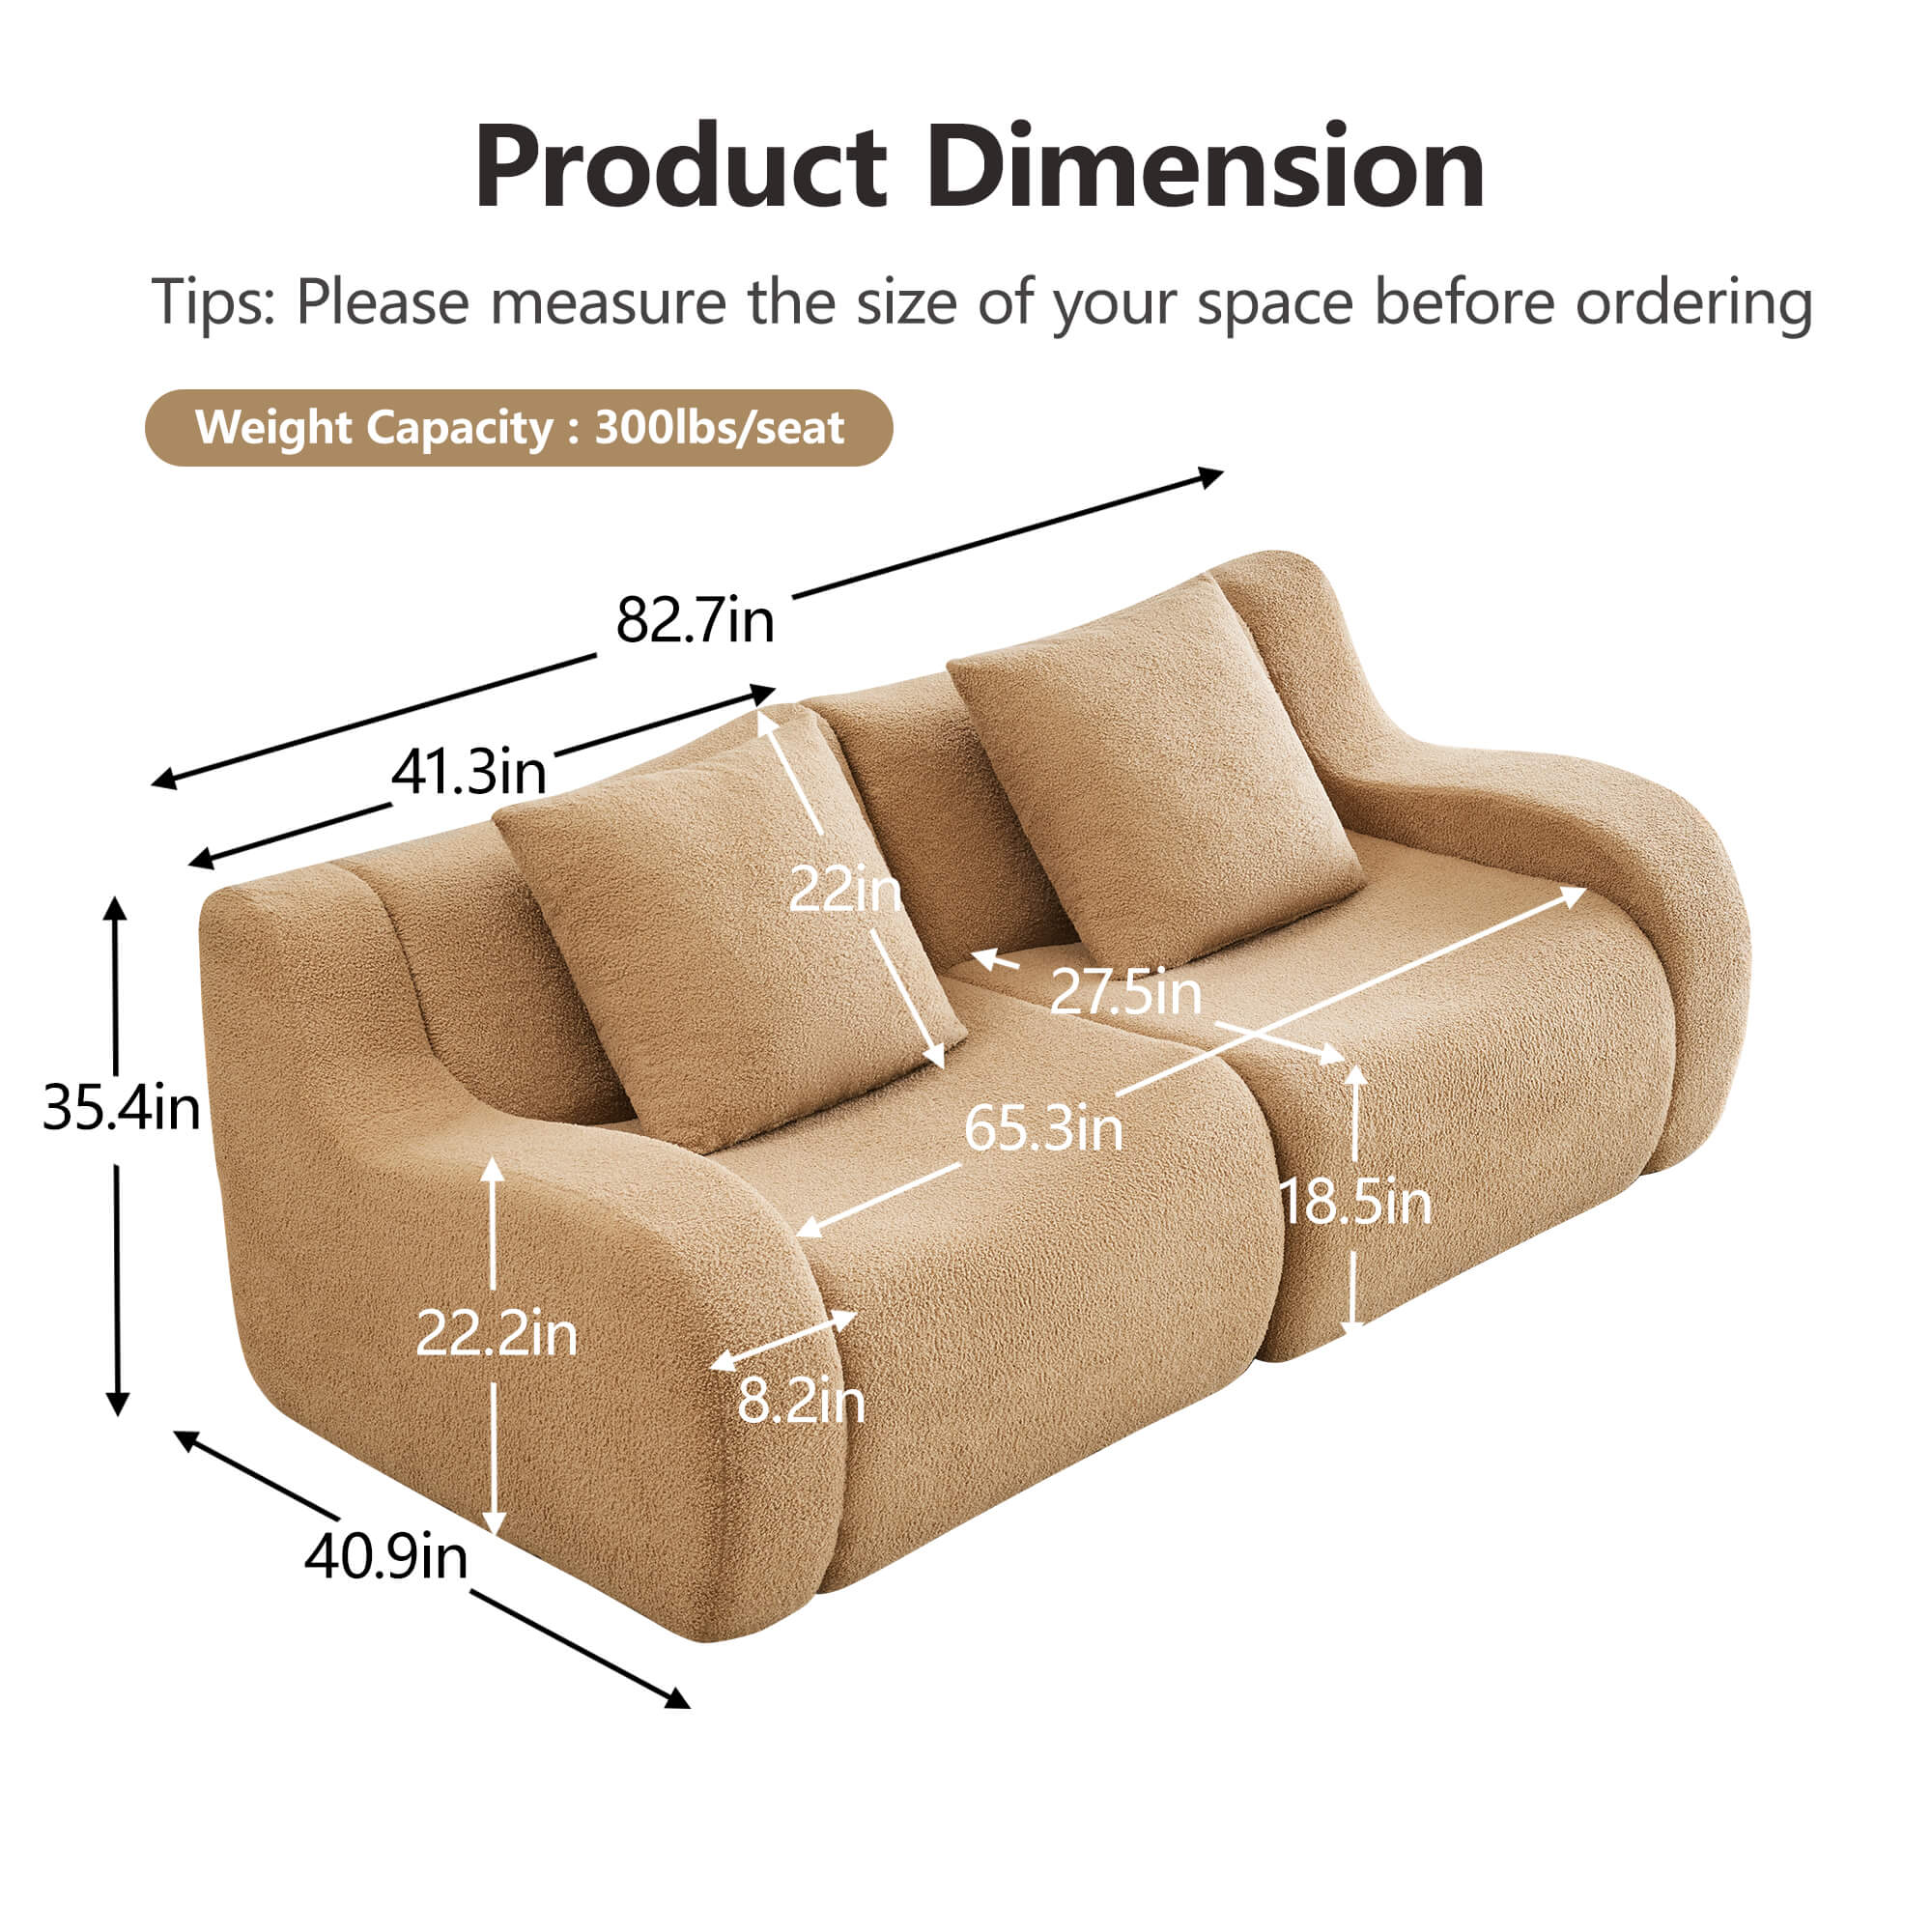 Product Dimension
Tips: Please measure the size of your space before ordering
Weight Capacity : 300lbs/seat
82.7in
41.3in
22in
27.5in
35.4in
65.3in
18.5in
22.2in
8.2in
40.9in